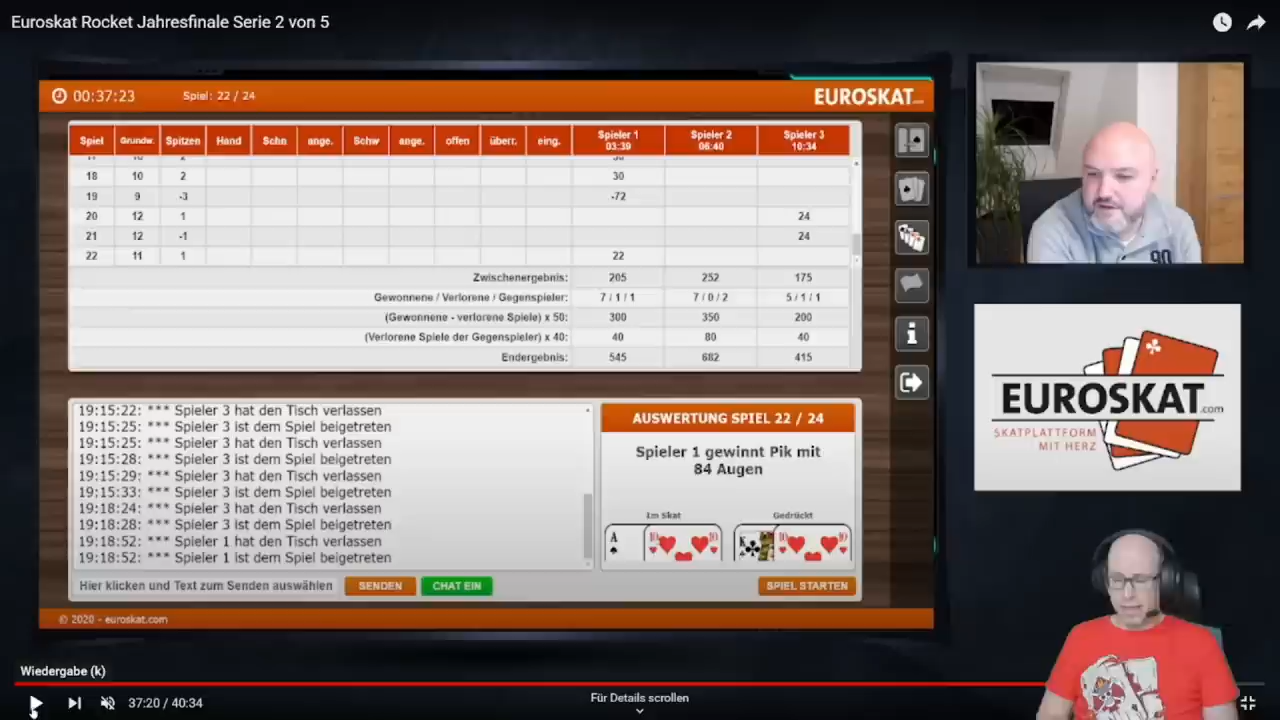 Euroskat Rocket Jahresfinale Serie 2 von 5
00:37:23 Spiel: 22 / 24 EUROSKAT.com
Spiel Grundw. Spitzen Hand Schn ange. Schw ange. offen überr. eing. Spieler 1 Spieler 2 Spieler 3
03:39 06:40 10:34
18 10 2 30
19 9 -3 -72
20 12 1 24
21 12 -1 24
22 11 1 22
Zwischenergebnis: 205 252 175
Gewonnene / Verlorene / Gegenspieler: 7 / 1 / 1 7 / 0 / 2 5 / 1 / 1
(Gewonnene - verlorene Spiele) x 50: 300 350 200
(Verlorene Spiele der Gegenspieler) x 40: 40 80 40
Endergebnis: 545 682 415
19:15:22: *** Spieler 3 hat den Tisch verlassen
19:15:25: *** Spieler 3 ist dem Spiel beigetreten
19:15:25: *** Spieler 3 hat den Tisch verlassen
19:15:28: *** Spieler 3 ist dem Spiel beigetreten
19:15:29: *** Spieler 3 hat den Tisch verlassen
19:15:33: *** Spieler 3 ist dem Spiel beigetreten
19:18:24: *** Spieler 3 hat den Tisch verlassen
19:18:28: *** Spieler 3 ist dem Spiel beigetreten
19:18:52: *** Spieler 1 hat den Tisch verlassen
19:18:52: *** Spieler 1 ist dem Spiel beigetreten
Hier klicken und Text zum Senden auswählen SENDEN CHAT EIN
AUSWERTUNG SPIEL 22 / 24
Spieler 1 gewinnt Pik mit
84 Augen
Im Skat Gedrückt
A 10 10 K 10 10
SPIEL STARTEN
© 2020 - euroskat.com
90
EUROSKAT.com
SKATPLATTFORM
MIT HERZ
Wiedergabe (k)
37:20 / 40:34
Für Details scrollen